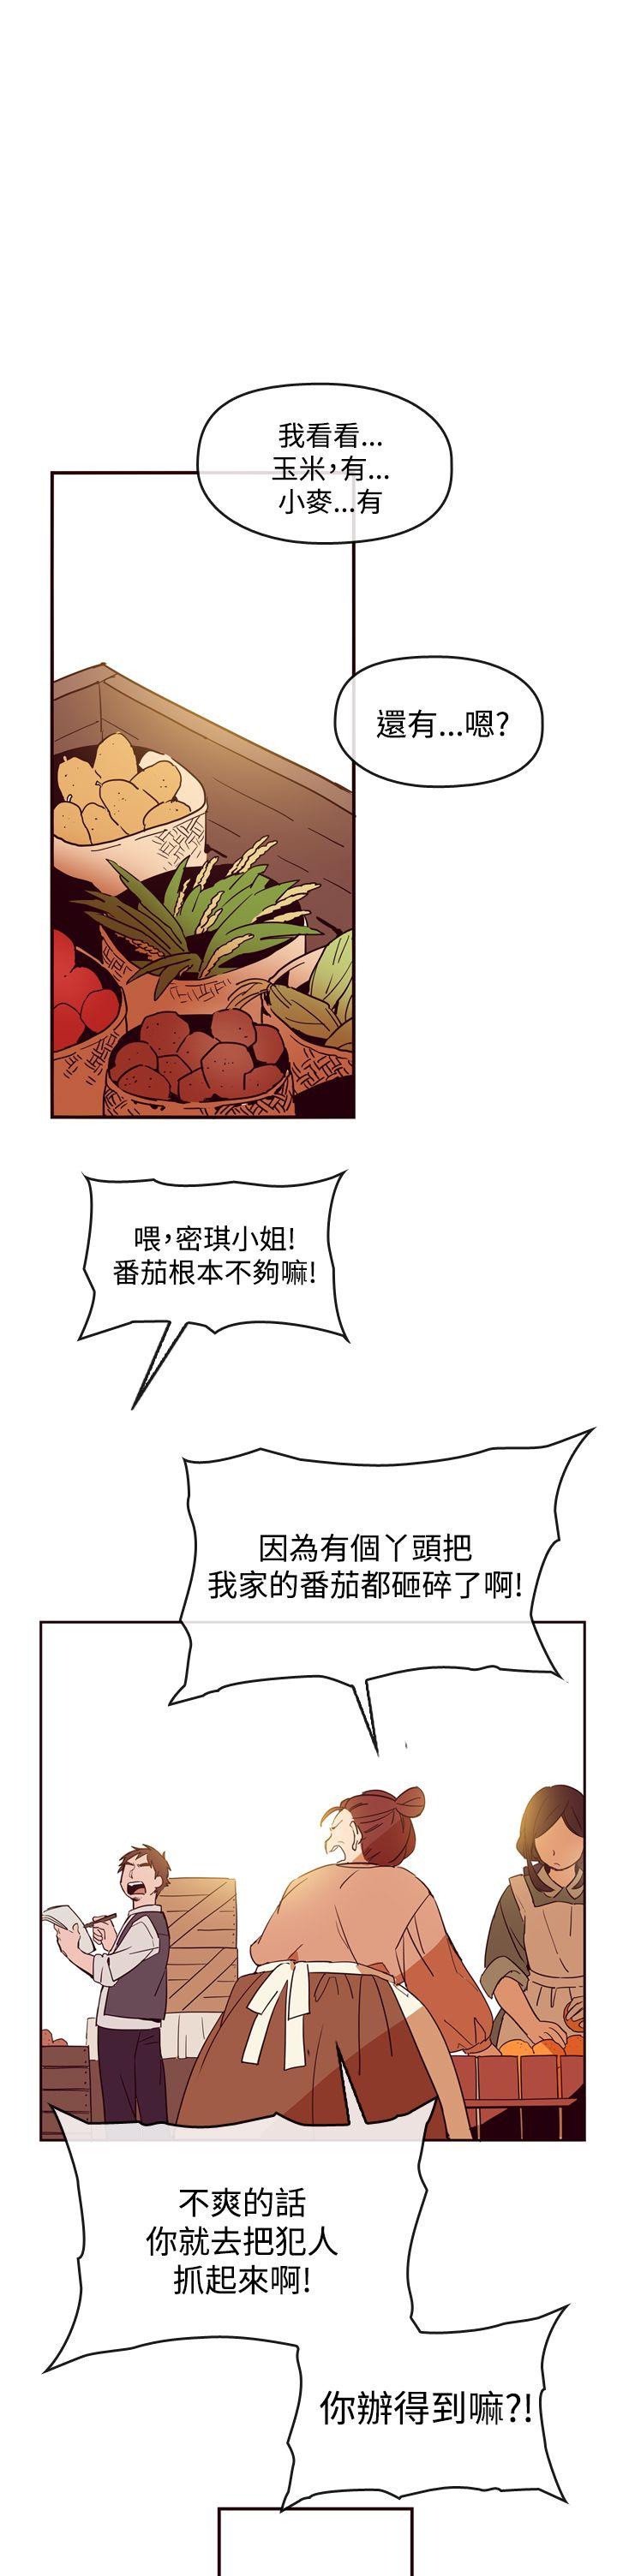 我看看...
玉米,有...
小麥...有
還有...嗯?
喂,密琪小姐!
番茄根本不夠嘛!
因為有個丫頭把
我家的番茄都砸碎了啊!
不爽的話
你就去把犯人
抓起來啊!
你辦得到嘛?!